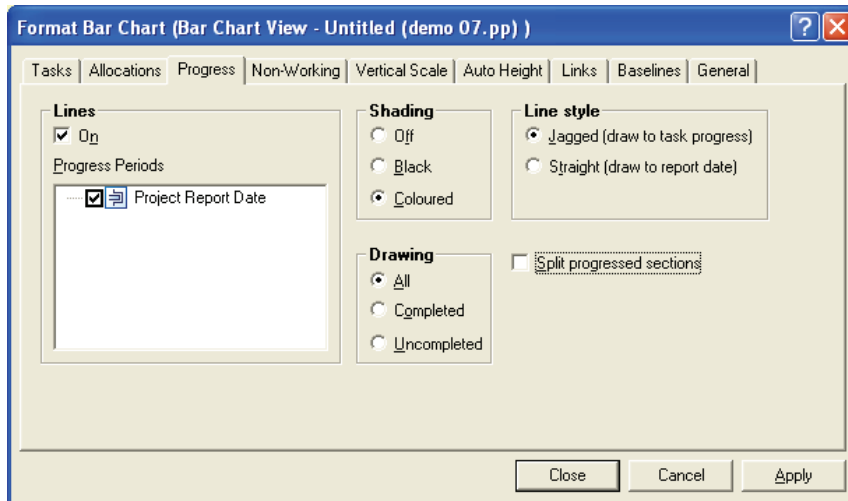 Format Bar Chart (Bar Chart View - Untitled (demo 07.pp) )
Tasks Allocations Progress Non-Working Vertical Scale Auto Height Links Baselines General
Lines
On
Progress Periods
Project Report Date
Shading
Off
Black
Coloured
Line style
Jagged (draw to task progress)
Straight (draw to report date)
Drawing
All
Completed
Uncompleted
Split progressed sections
Close Cancel Apply